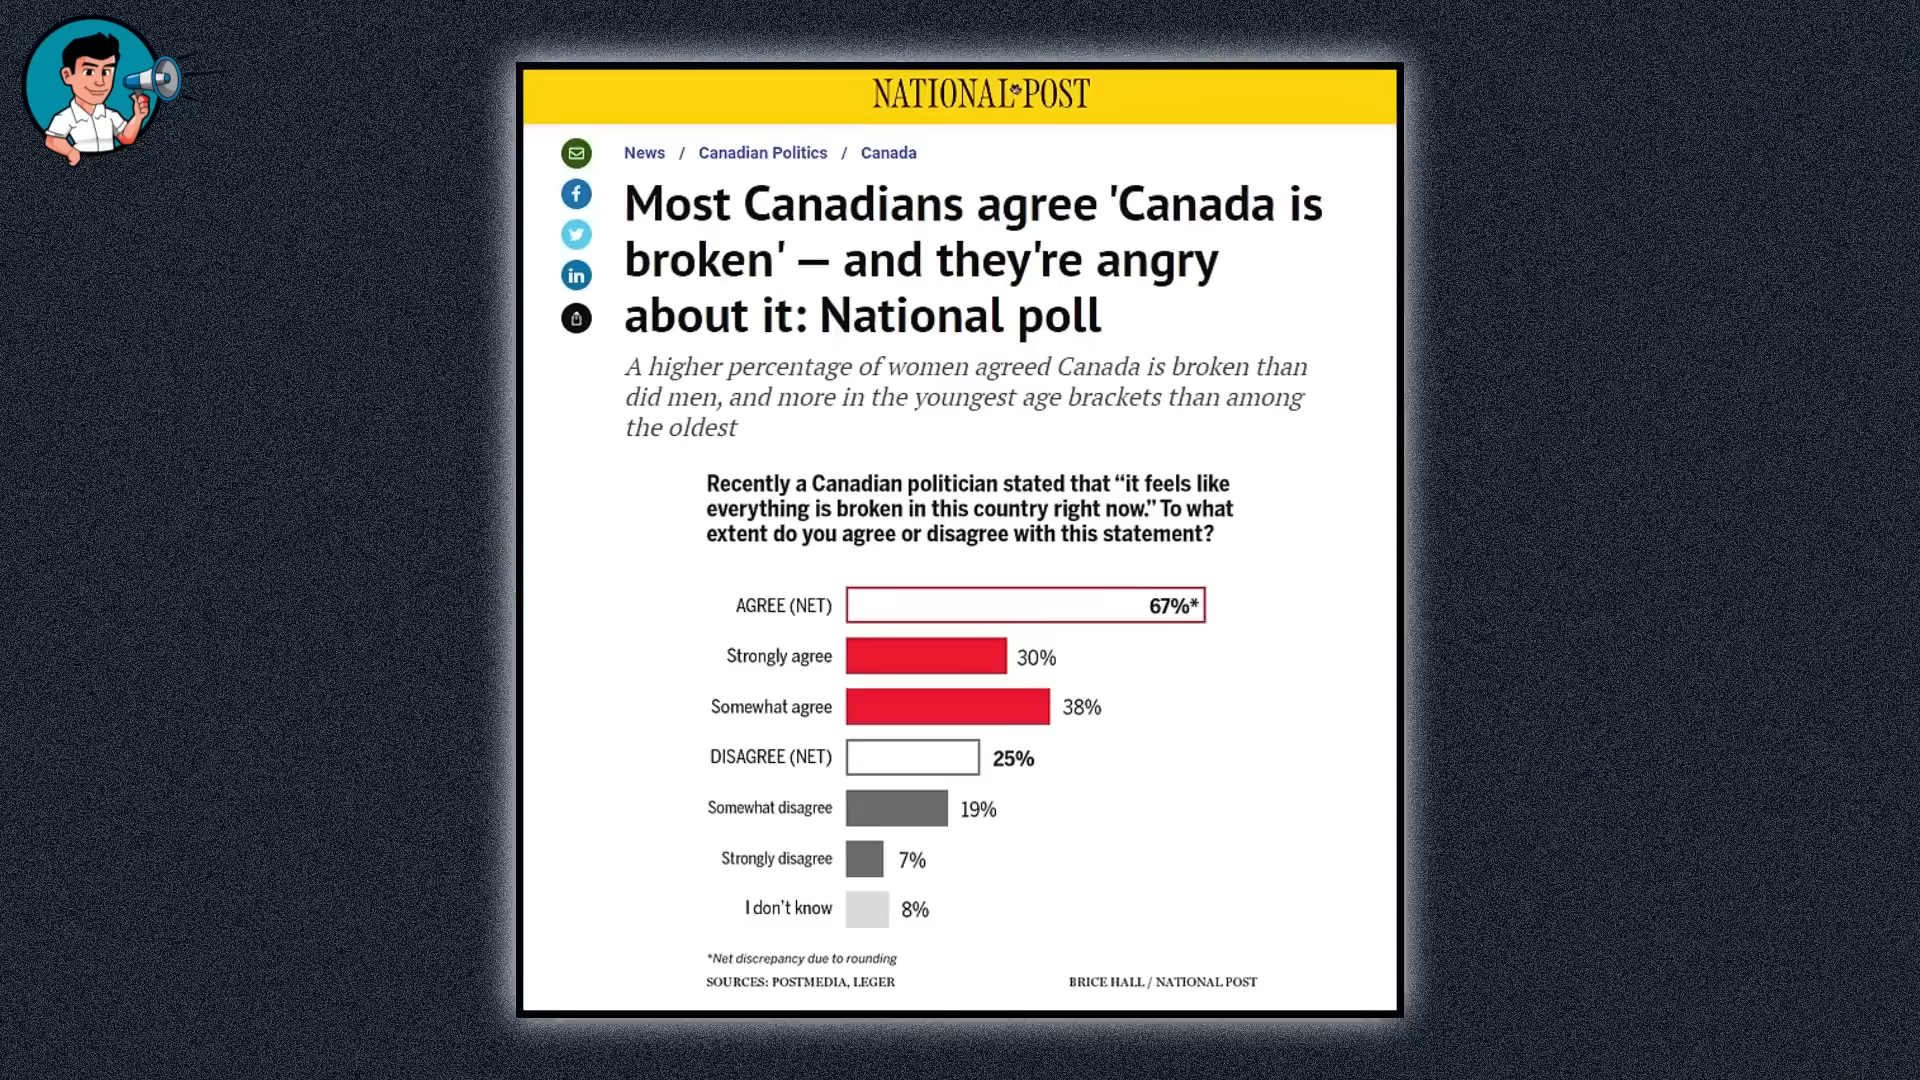 NATIONAL POST
News / Canadian Politics / Canada
Most Canadians agree 'Canada is
broken' — and they're angry
about it: National poll
A higher percentage of women agreed Canada is broken than
did men, and more in the youngest age brackets than among
the oldest
Recently a Canadian politician stated that “it feels like
everything is broken in this country right now.” To what
extent do you agree or disagree with this statement?
AGREE (NET) 67%*
Strongly agree 30%
Somewhat agree 38%
DISAGREE (NET) 25%
Somewhat disagree 19%
Strongly disagree 7%
I don't know 8%
*Net discrepancy due to rounding
SOURCES: POSTMEDIA, LEGER BRICE HALL / NATIONAL POST